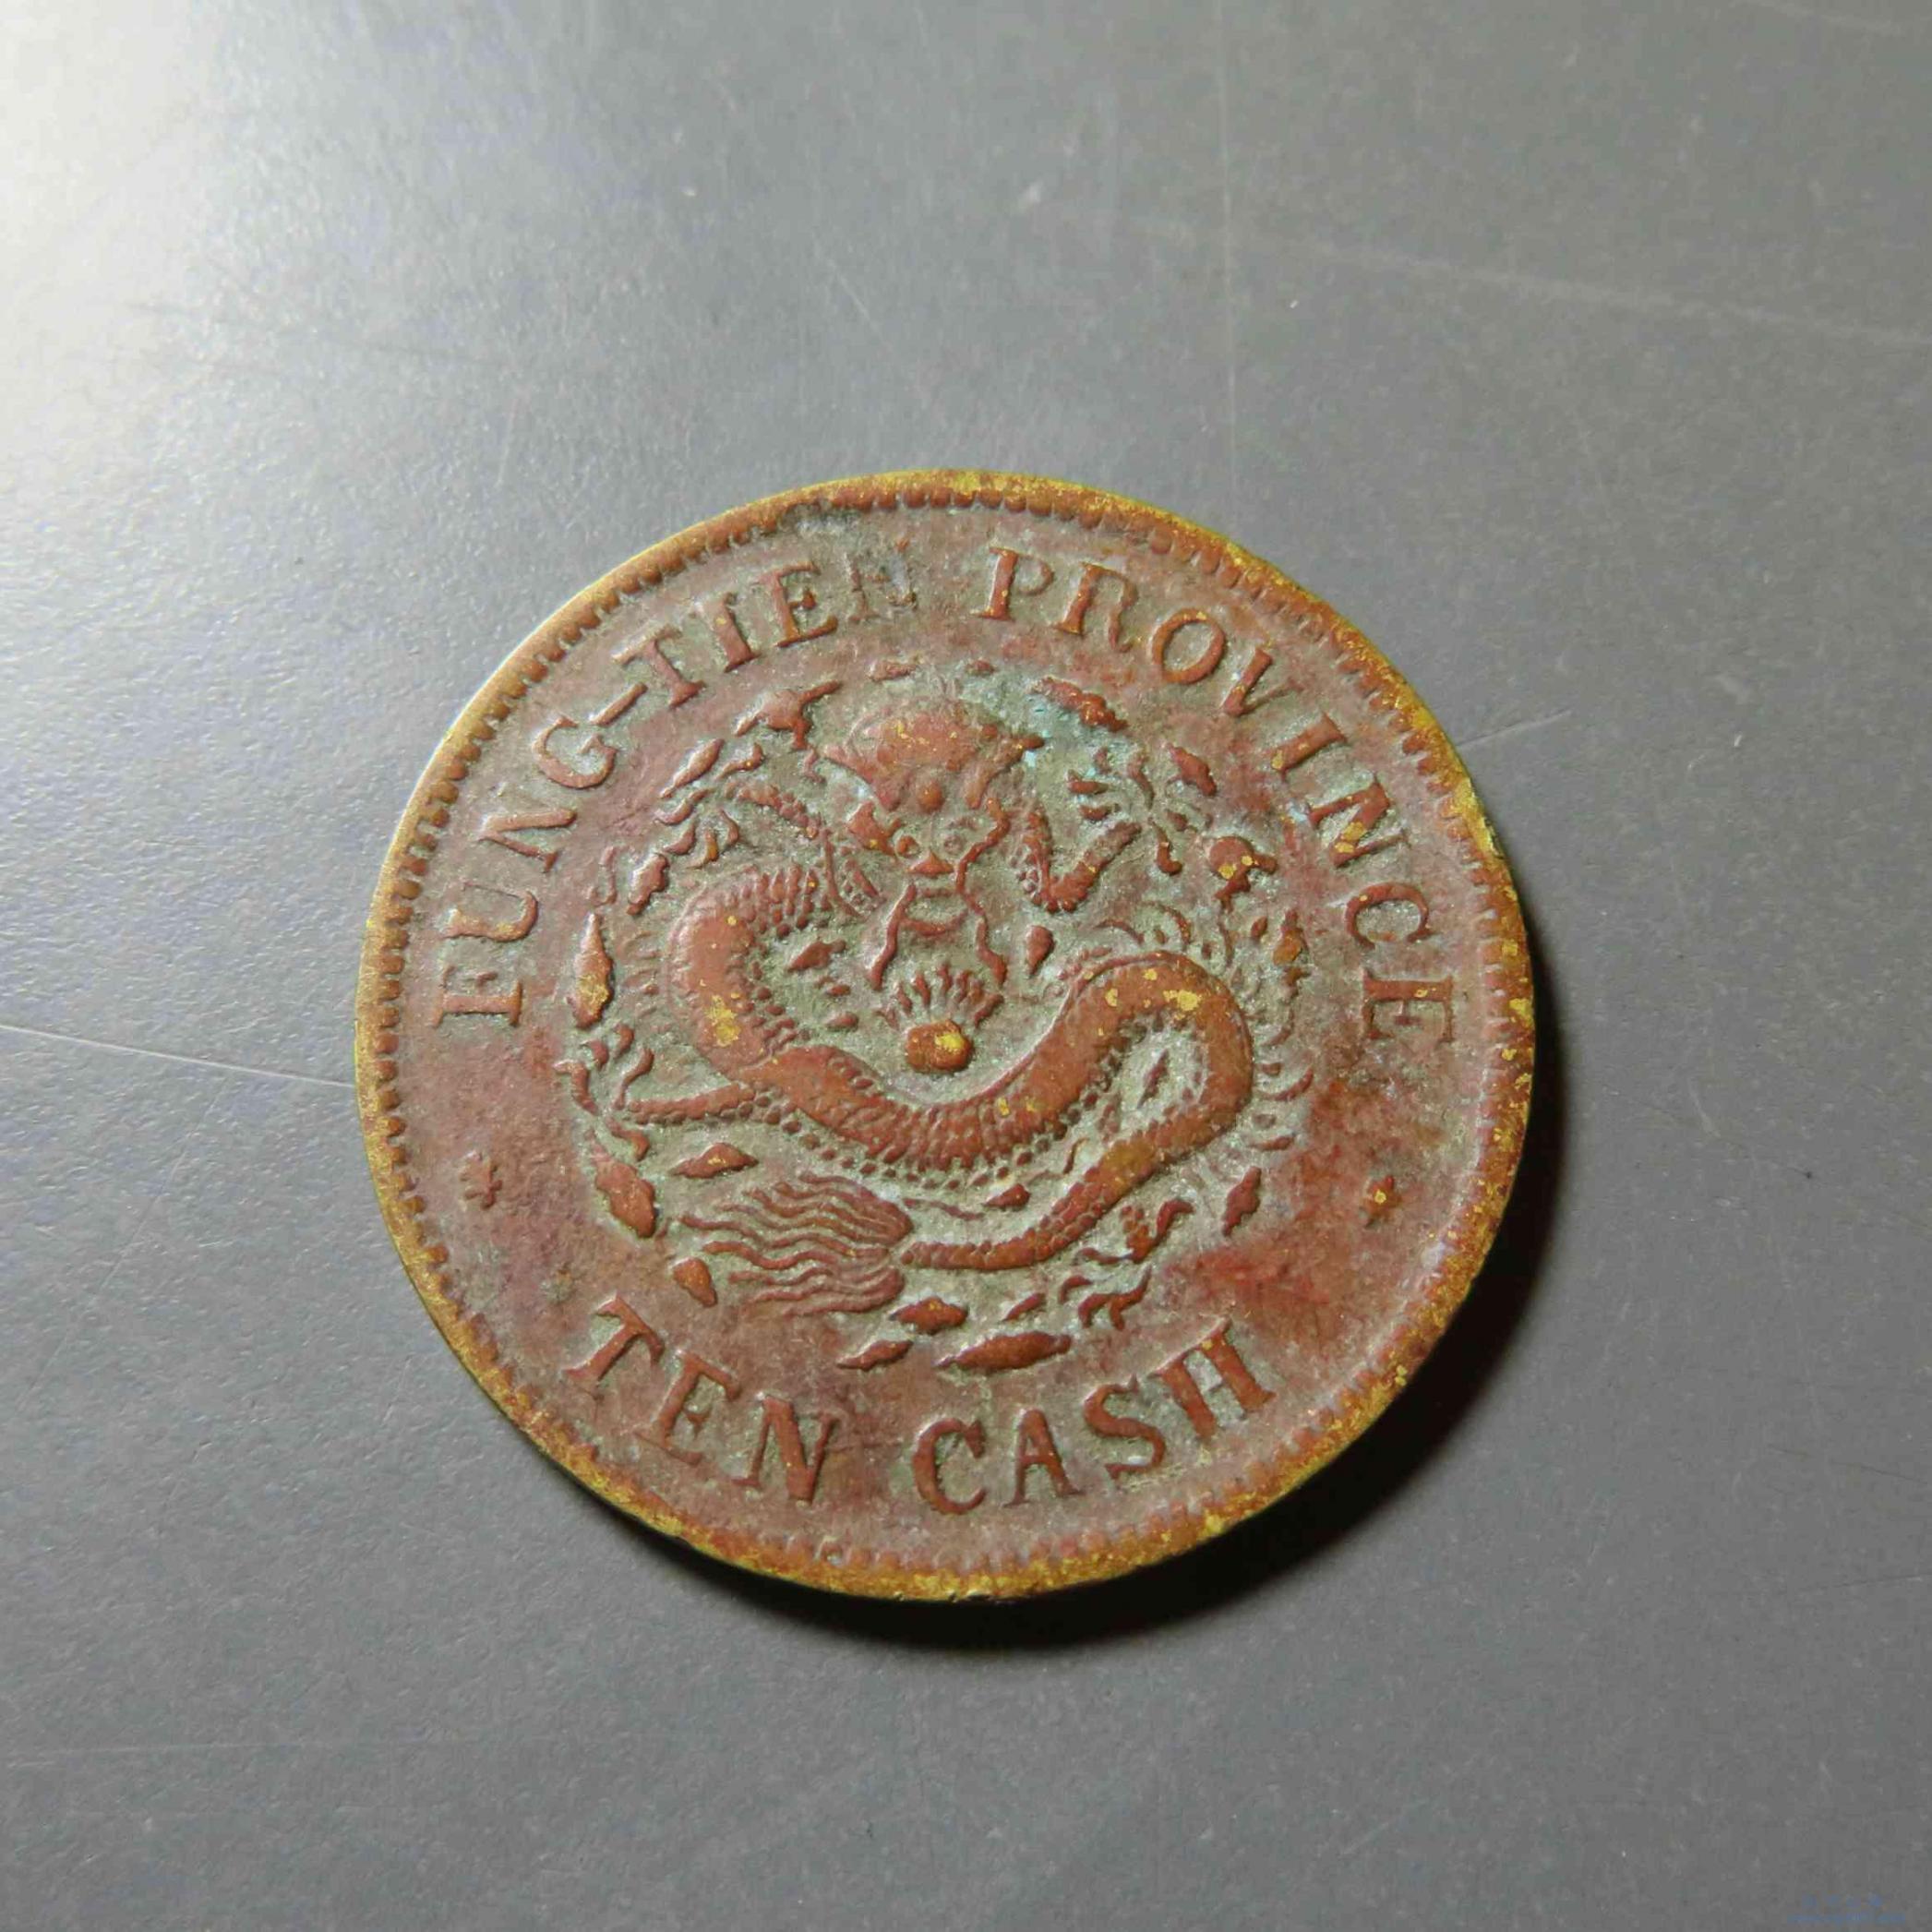 FUNG-TIEN PROVINCE
TEN CASH